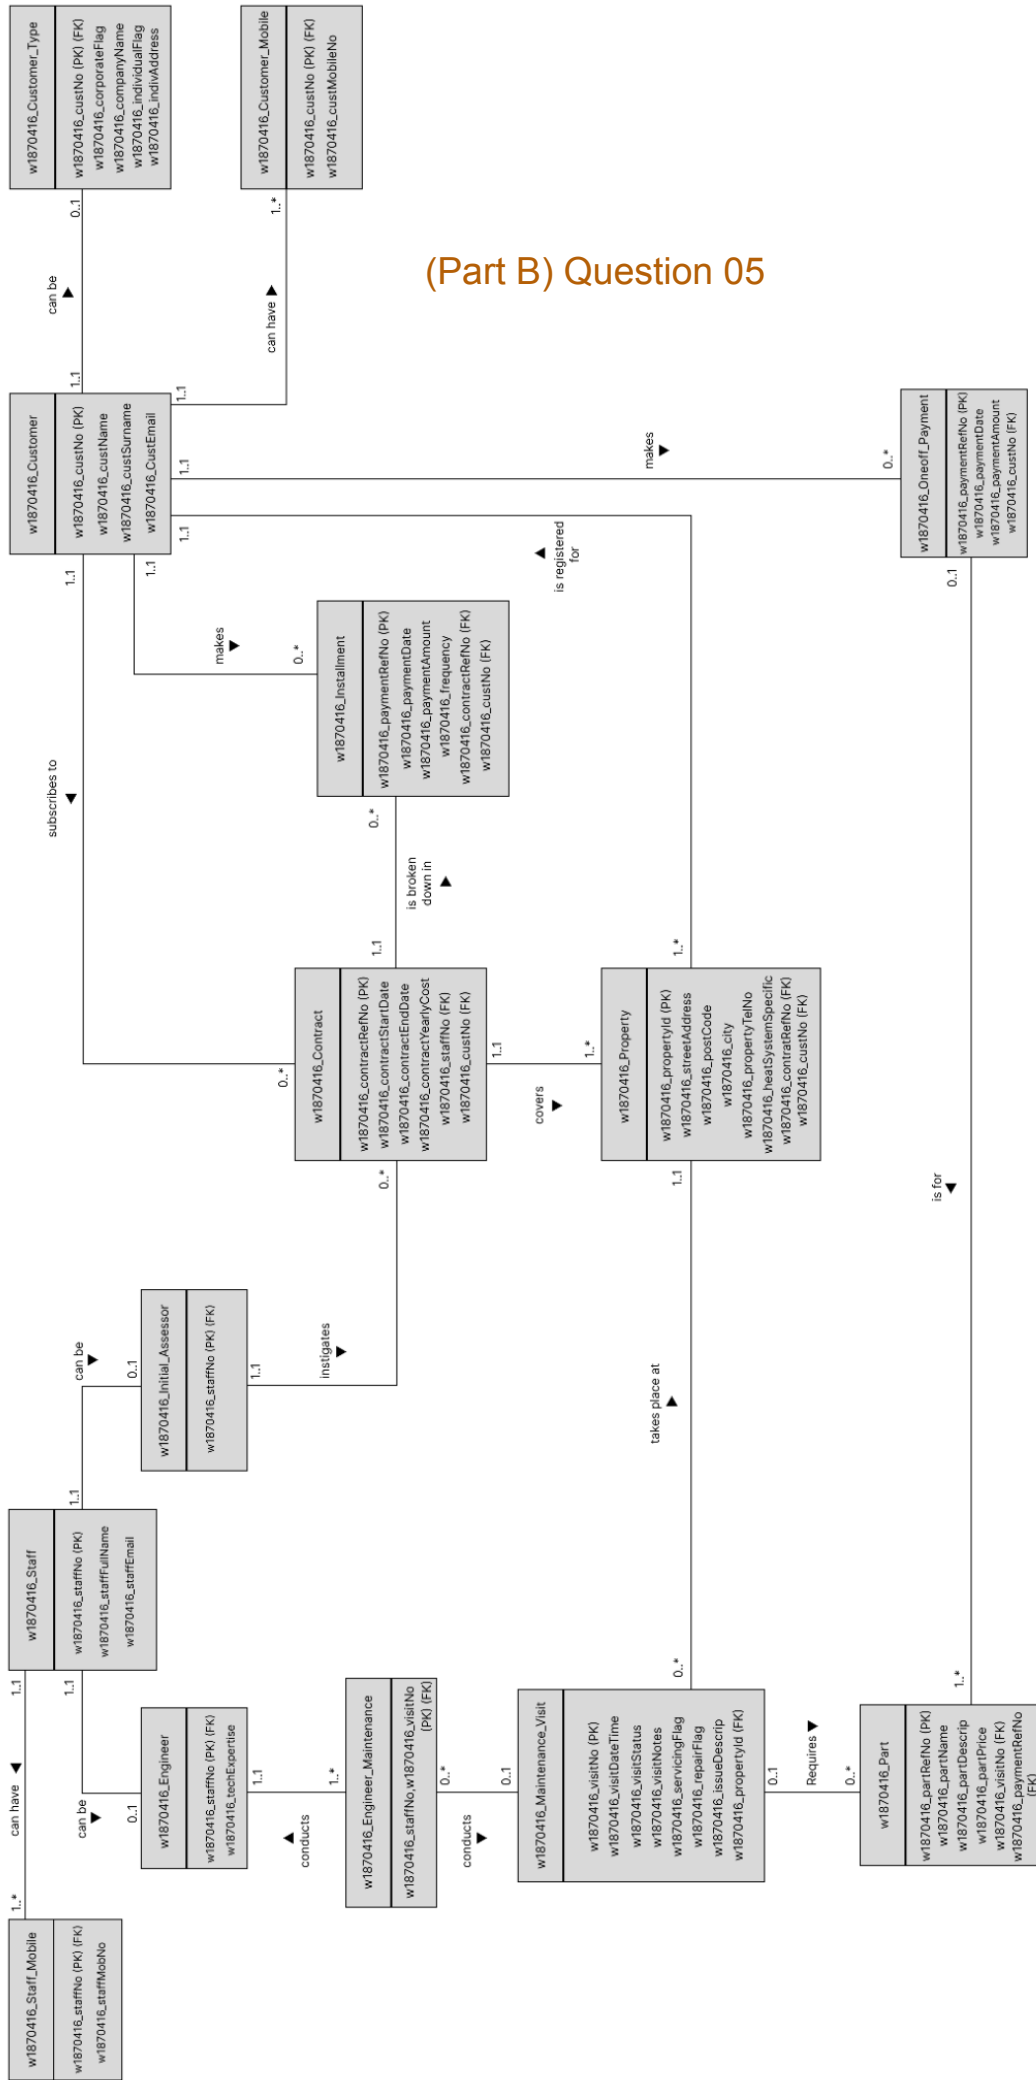 (Part B) Question 05
w1870416_Staff_Mobile
w1870416_staffNo (PK) (FK)
w1870416_staffMobNo
1..*
can have
1..1
w1870416_Staff
w1870416_staffNo (PK)
w1870416_staffFullName
w1870416_staffEmail
1..1
can be
0..1
1..1
can be
0..1
w1870416_Engineer
w1870416_staffNo (PK) (FK)
w1870416_techExpertise
1..1
conducts
1..*
w1870416_Engineer_Maintenance
w1870416_staffNo,w1870416_visitNo
(PK) (FK)
0..*
conducts
0..1
w1870416_Maintenance_Visit
w1870416_visitNo (PK)
w1870416_visitDateTime
w1870416_visitStatus
w1870416_visitNotes
w1870416_servicingFlag
w1870416_repairFlag
w1870416_issueDescrip
w1870416_propertyId (FK)
0..1
Requires
0..*
w1870416_Part
w1870416_partRefNo (PK)
w1870416_partName
w1870416_partDescrip
w1870416_partPrice
w1870416_visitNo (FK)
w1870416_paymentRefNo
(FK)
1..*
is for
0..1
0..*
takes place at
1..1
w1870416_Initial_Assessor
w1870416_staffNo (PK) (FK)
1..1
instigates
0..*
w1870416_Contract
w1870416_contractRefNo (PK)
w1870416_contractStartDate
w1870416_contractEndDate
w1870416_contractYearlyCost
w1870416_staffNo (FK)
w1870416_custNo (FK)
0..*
subscribes to
1..1
1..1
covers
1..*
w1870416_Property
w1870416_propertyId (PK)
w1870416_streetAddress
w1870416_postCode
w1870416_city
w1870416_propertyTelNo
w1870416_heatSystemSpecific
w1870416_contratRefNo (FK)
w1870416_custNo (FK)
1..*
is registered
for
1..1
1..1
is broken
down in
0..*
w1870416_Installment
w1870416_paymentRefNo (PK)
w1870416_paymentDate
w1870416_paymentAmount
w1870416_frequency
w1870416_contractRefNo (FK)
w1870416_custNo (FK)
0..*
makes
1..1
w1870416_Customer
w1870416_custNo (PK)
w1870416_custName
w1870416_custSurname
w1870416_CustEmail
1..1
makes
0..*
w1870416_Oneoff_Payment
w1870416_paymentRefNo (PK)
w1870416_paymentDate
w1870416_paymentAmount
w1870416_custNo (FK)
1..1
can be
0..1
w1870416_Customer_Type
w1870416_custNo (PK) (FK)
w1870416_corporateFlag
w1870416_companyName
w1870416_individualFlag
w1870416_indivAddress
1..1
can have
1..*
w1870416_Customer_Mobile
w1870416_custNo (PK) (FK)
w1870416_custMobileNo